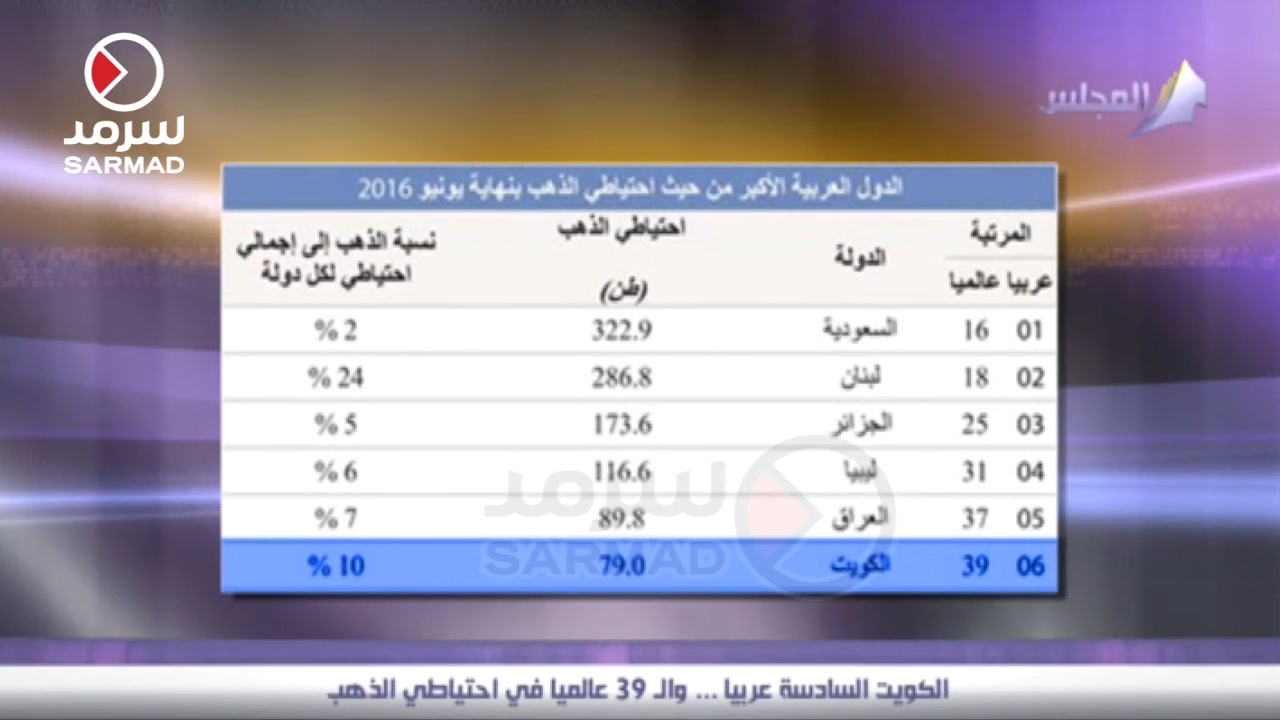 سرمد
SARMAD
المجلس
الدول العربية الأكبر من حيث احتياطي الذهب بنهاية يونيو 2016
المرتبة
عربيا عالميا
الدولة
احتياطي الذهب
(طن)
نسبة الذهب إلى إجمالي
احتياطي لكل دولة
01 16 السعودية 322.9 2 %
02 18 لبنان 286.8 24 %
03 25 الجزائر 173.6 5 %
04 31 ليبيا 116.6 6 %
05 37 العراق 89.8 7 %
06 39 الكويت 79.0 10 %
سرمد
SARMAD
الكويت السادسة عربيا ... والـ 39 عالميا في احتياطي الذهب